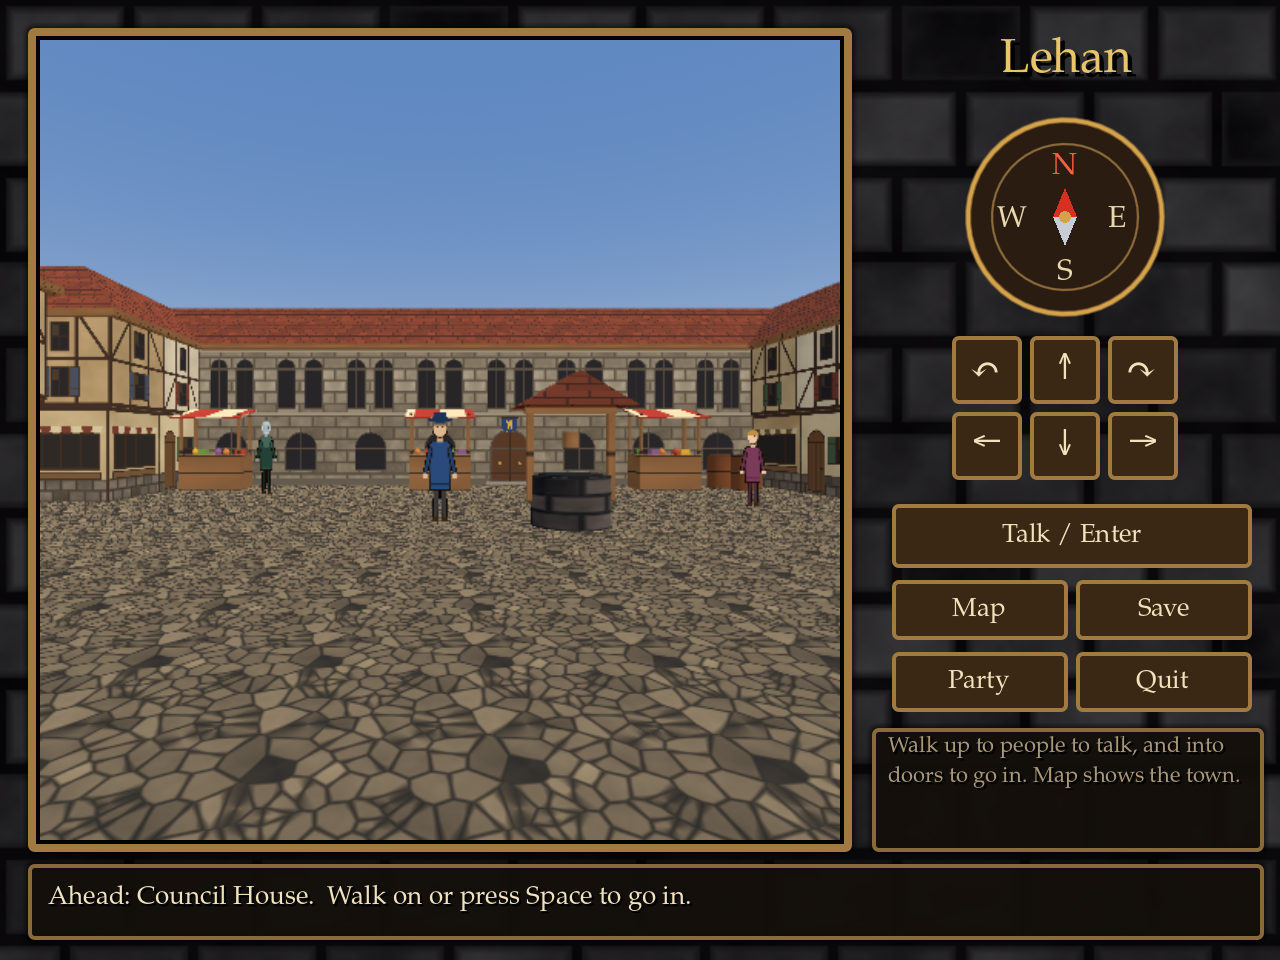 Lehan
N
W E
S
↶ ↑ ↷
← ↓ →
Talk / Enter
Map Save
Party Quit
Walk up to people to talk, and into
doors to go in. Map shows the town.
Ahead: Council House. Walk on or press Space to go in.